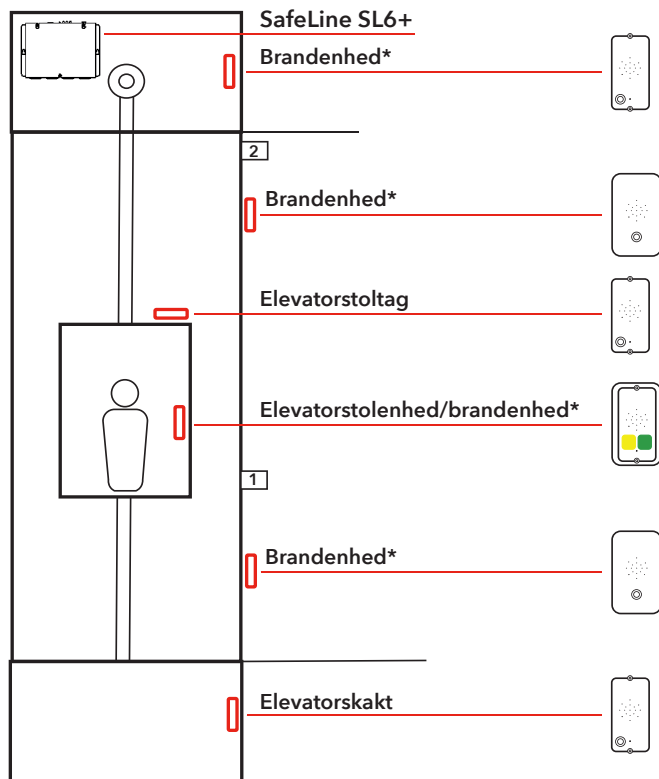 SafeLine SL6+
Brandenhed*
2
Brandenhed*
Elevatorstoltag
Elevatorstolenhed/brandenhed*
1
Brandenhed*
Elevatorskakt